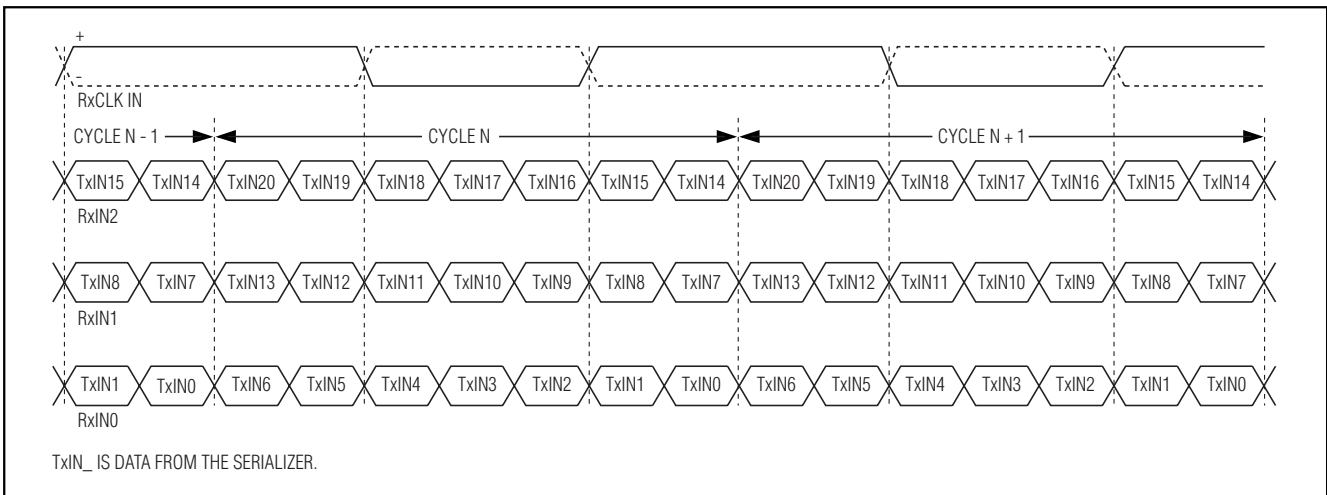 +
-
RxCLK IN
CYCLE N - 1 CYCLE N CYCLE N + 1
TxIN15 TxIN14 TxIN20 TxIN19 TxIN18 TxIN17 TxIN16 TxIN15 TxIN14 TxIN20 TxIN19 TxIN18 TxIN17 TxIN16 TxIN15 TxIN14
RxIN2
TxIN8 TxIN7 TxIN13 TxIN12 TxIN11 TxIN10 TxIN9 TxIN8 TxIN7 TxIN13 TxIN12 TxIN11 TxIN10 TxIN9 TxIN8 TxIN7
RxIN1
TxIN1 TxIN0 TxIN6 TxIN5 TxIN4 TxIN3 TxIN2 TxIN1 TxIN0 TxIN6 TxIN5 TxIN4 TxIN3 TxIN2 TxIN1 TxIN0
RxIN0
TxIN_ IS DATA FROM THE SERIALIZER.